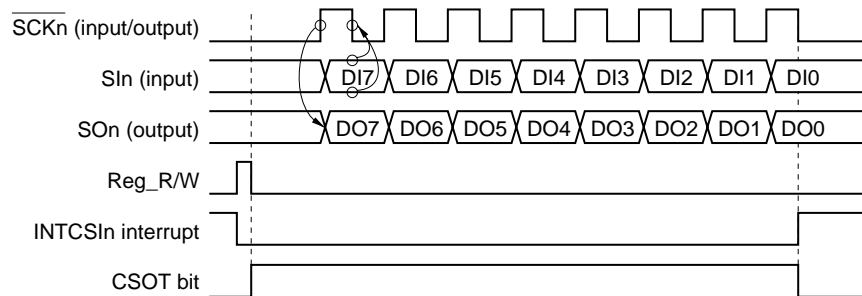 SCKn (input/output)
SIn (input) DI7 DI6 DI5 DI4 DI3 DI2 DI1 DI0
SOn (output) DO7 DO6 DO5 DO4 DO3 DO2 DO1 DO0
Reg_R/W
INTCSIn interrupt
CSOT bit